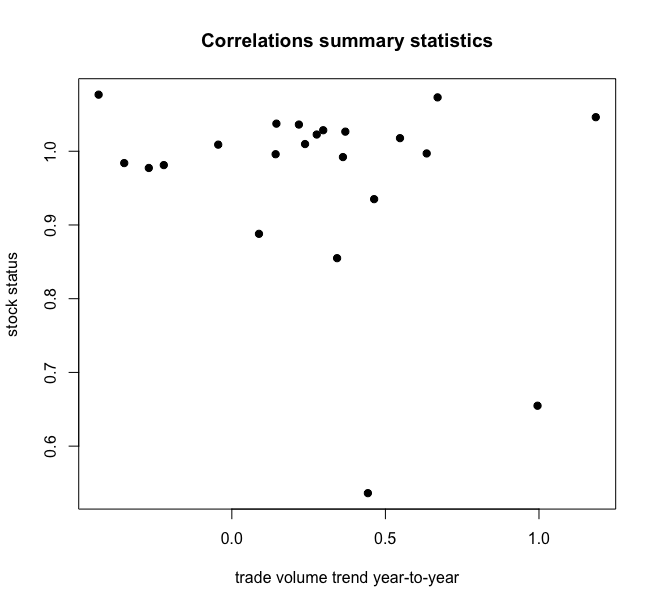 Correlations summary statistics
1.0
0.9
0.8
0.7
0.6
stock status
0.0 0.5 1.0
trade volume trend year-to-year